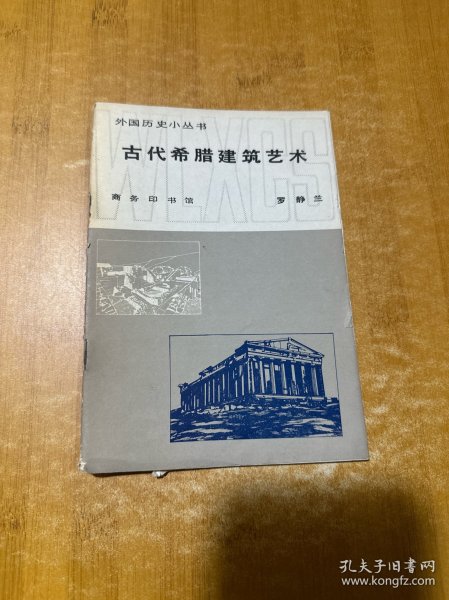 外国历史小丛书
WLXCS
古代希腊建筑艺术
商务印书馆 罗静兰
孔夫子旧书网
www.kongfz.com